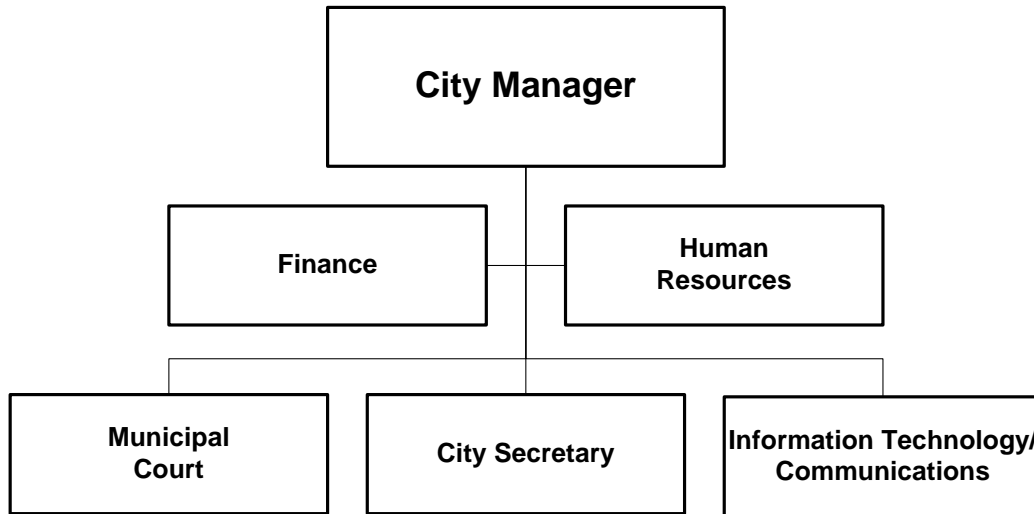 City Manager
Finance
Human
Resources
Municipal
Court
City Secretary
Information Technology/
Communications